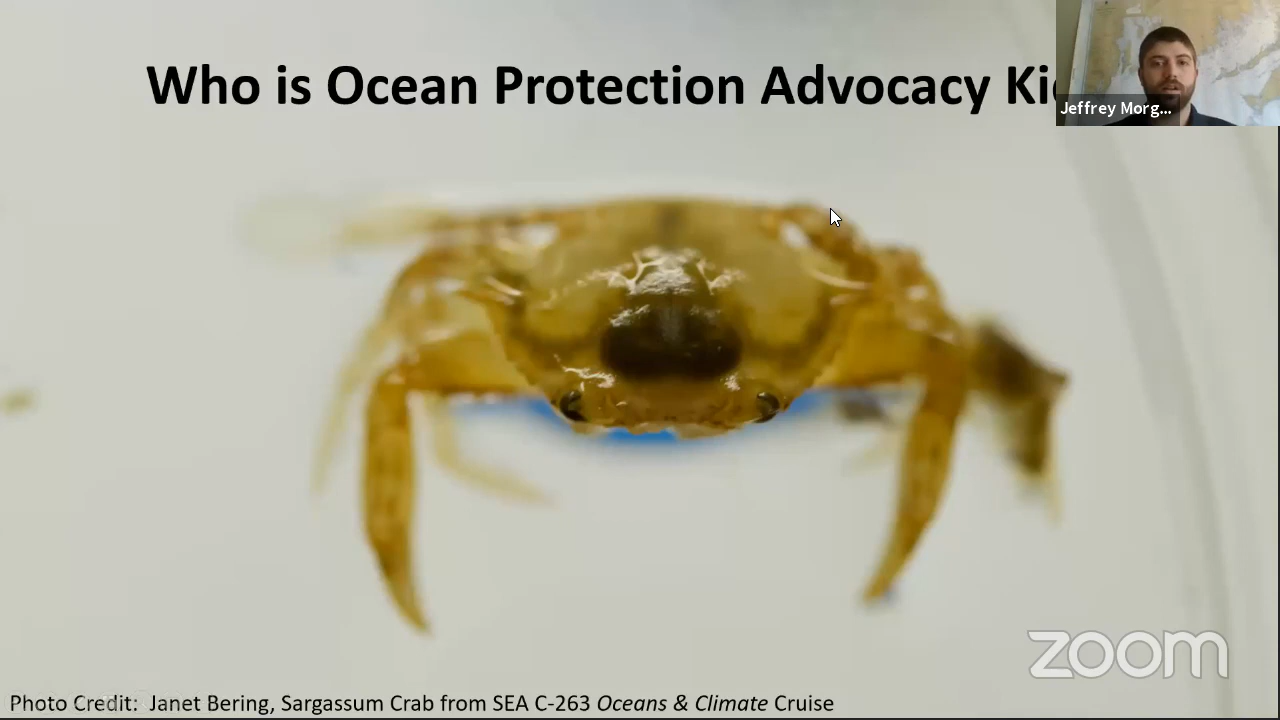 Who is Ocean Protection Advocacy
Jeffrey Morg...
zoom
Photo Credit: Janet Bering, Sargassum Crab from SEA C-263 Oceans & Climate Cruise